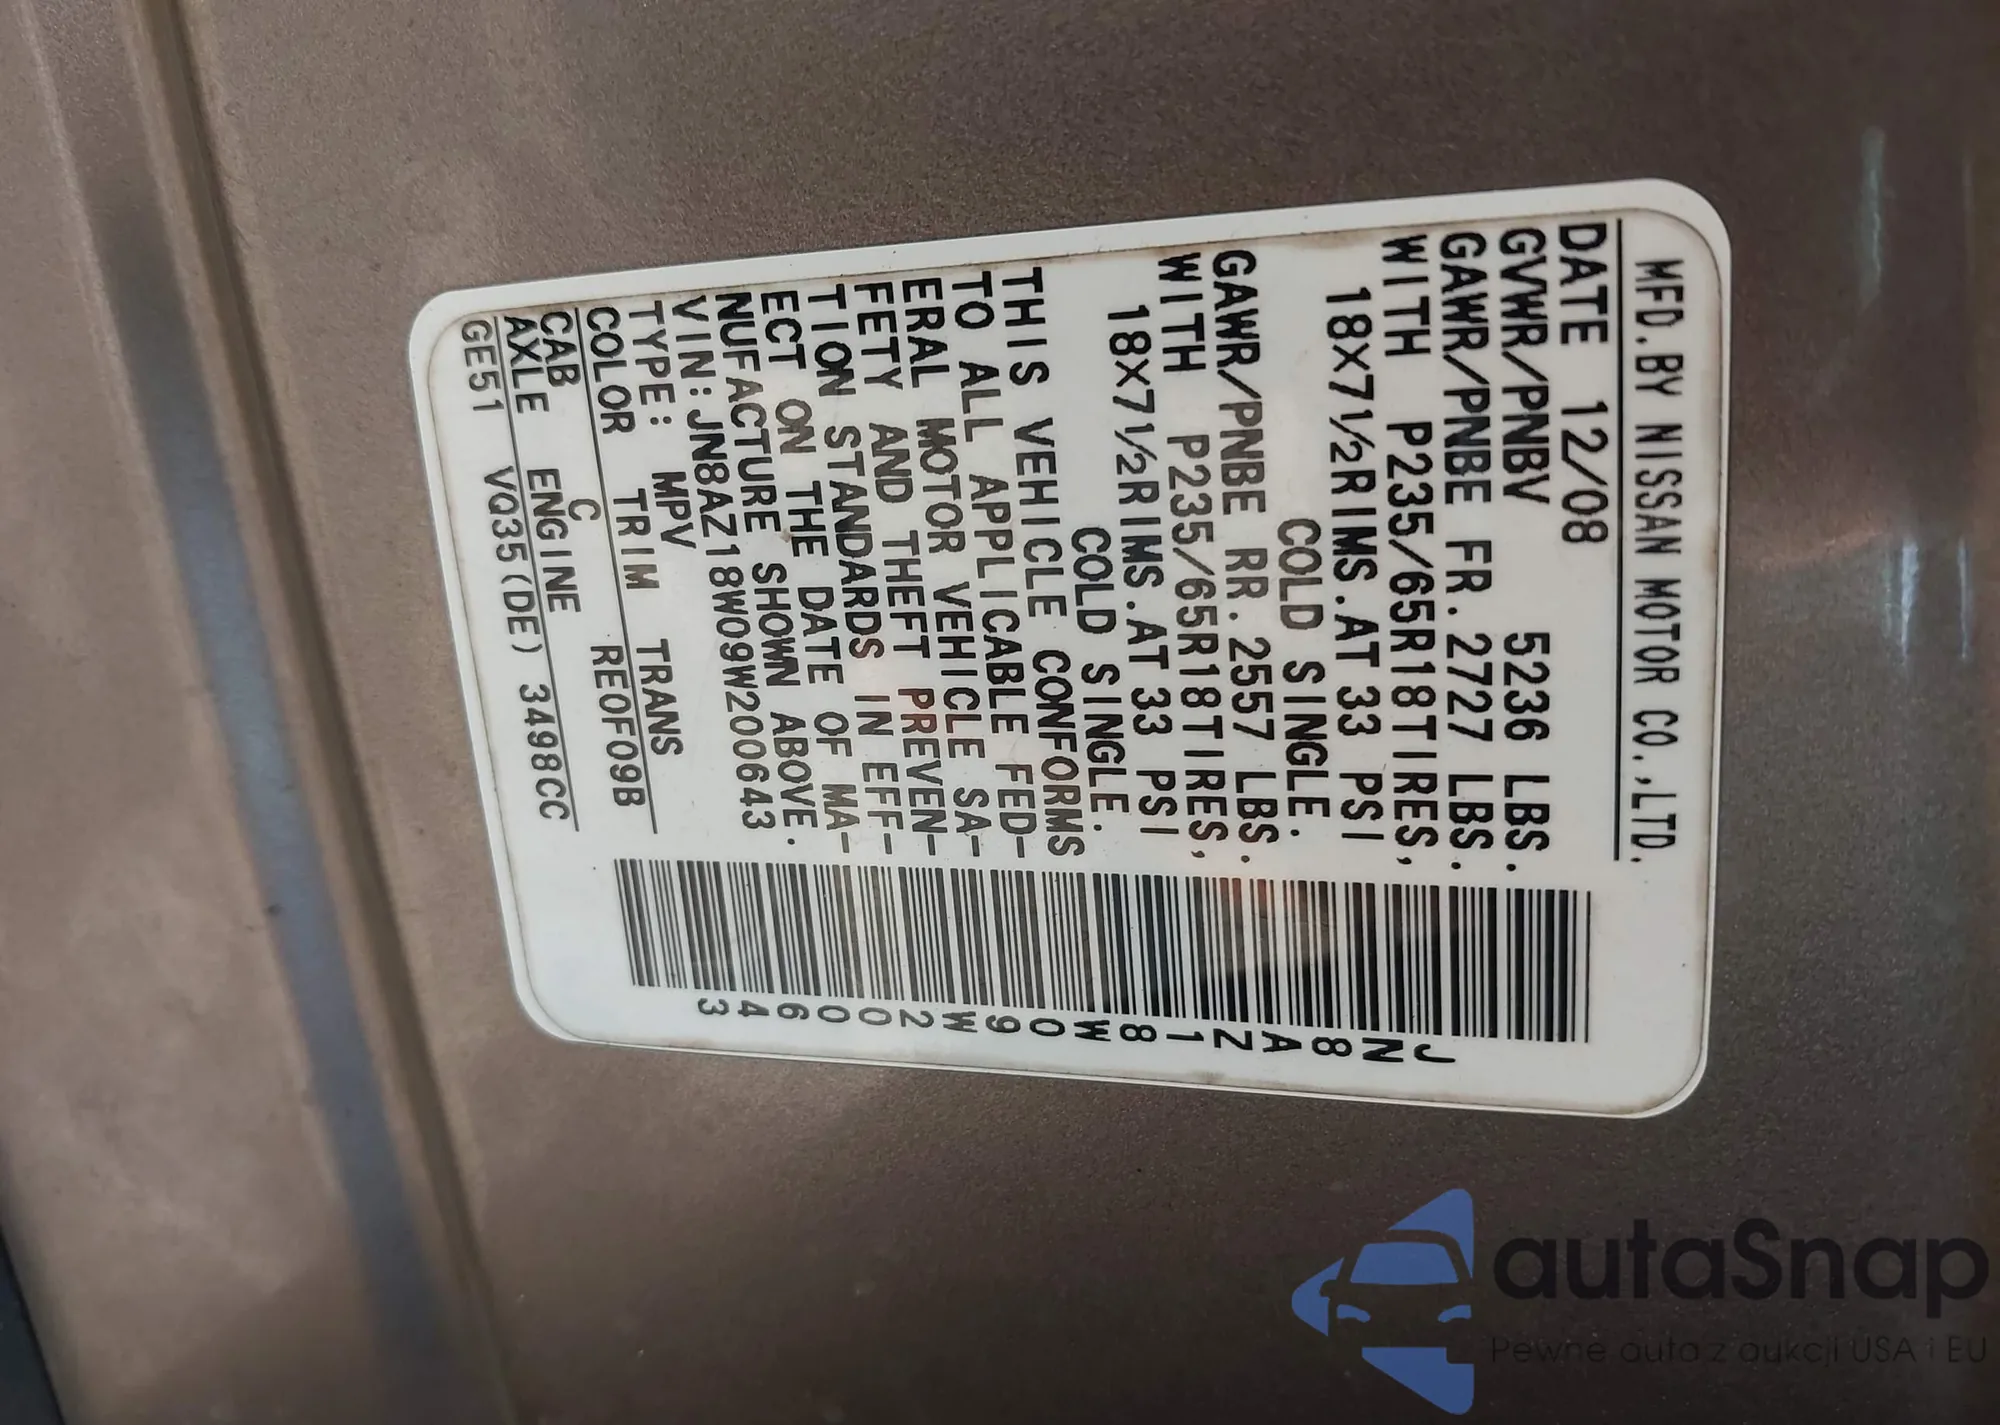 MFD.BY NISSAN MOTOR CO.,LTD.
DATE 12/08
GVWR/PNBV 5236 LBS.
GAWR/PNBE FR.2727 LBS.
WITH P235/65R18TIRES,
18X7½RIMS.AT 33 PSI
COLD SINGLE.
GAWR/PNBE RR.2557 LBS.
WITH P235/65R18TIRES,
18X7½RIMS.AT 33 PSI
COLD SINGLE.
THIS VEHICLE CONFORMS
TO ALL APPLICABLE FED-
ERAL MOTOR VEHICLE SA-
FETY AND THEFT PREVEN-
TION STANDARDS IN EFF-
ECT ON THE DATE OF MA-
NUFACTURE SHOWN ABOVE.
VIN:JN8AZ18W09W200643
TYPE: MPV
COLOR TRIM TRANS
CAB C RE0F09B
AXLE ENGINE
GE51 VQ35(DE) 3498CC
JN8AZ18W09W200643
autaSnap
Pewne auta z aukcji USA i EU